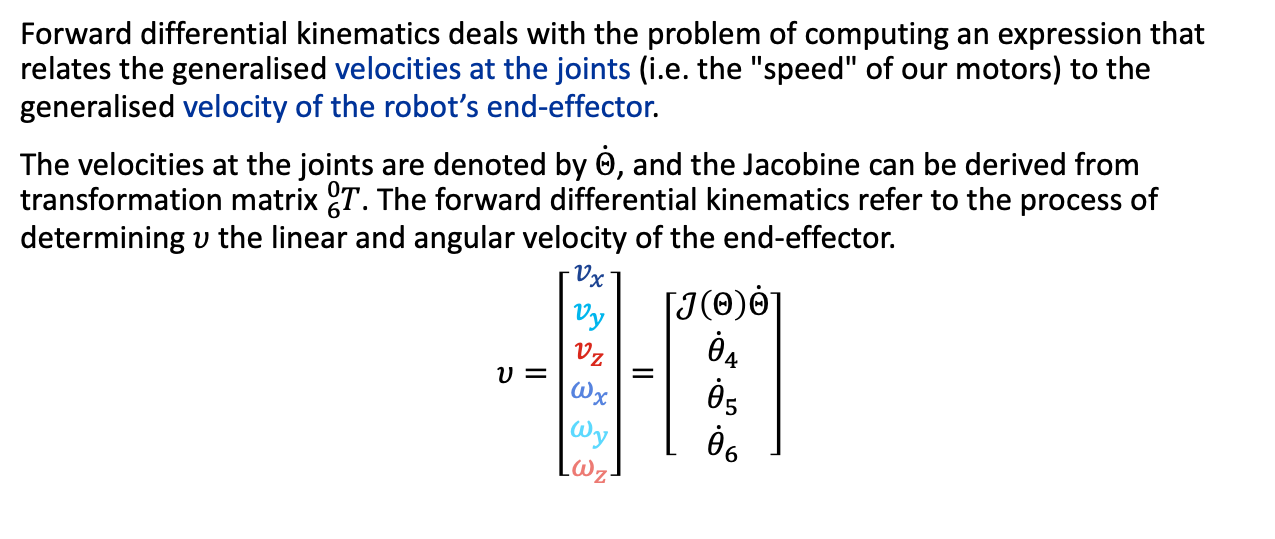 Forward differential kinematics deals with the problem of computing an expression that
relates the generalised velocities at the joints (i.e. the "speed" of our motors) to the
generalised velocity of the robot’s end-effector.
The velocities at the joints are denoted by Θ̇, and the Jacobine can be derived from
transformation matrix ⁰₆T. The forward differential kinematics refer to the process of
determining υ the linear and angular velocity of the end-effector.
υ = [v_x v_y v_z ω_x ω_y ω_z] = [𝒥(Θ)Θ̇ θ̇₄ θ̇₅ θ̇₆]